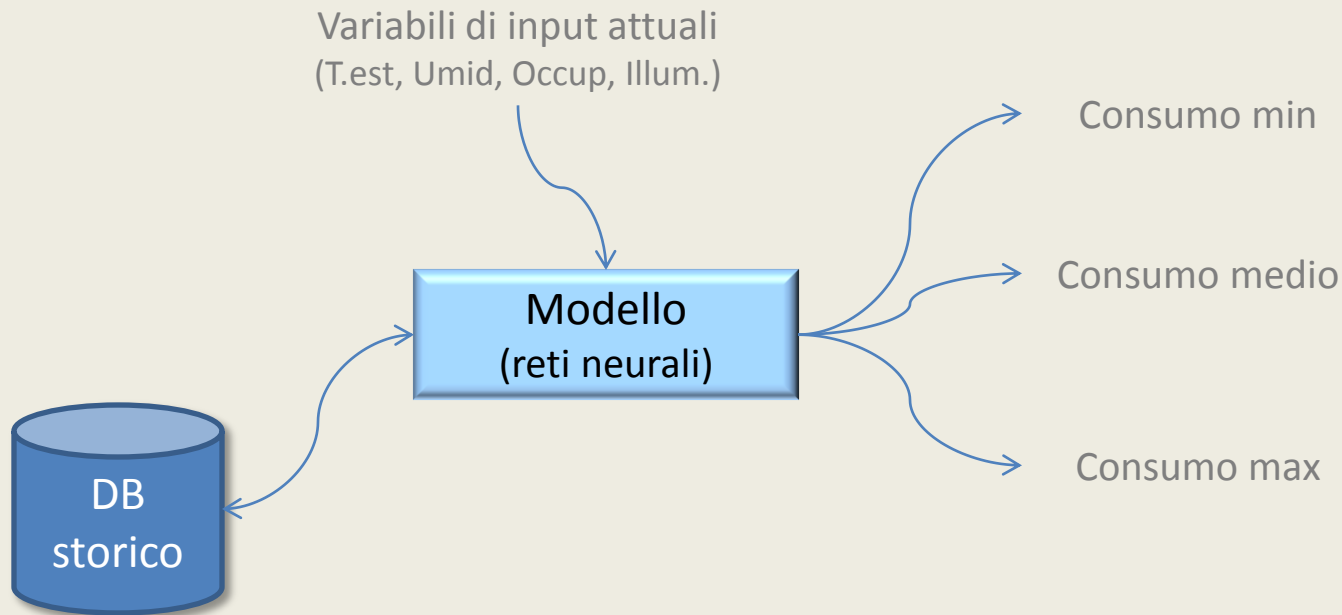 Variabili di input attuali
(T.est, Umid, Occup, Illum.)
Consumo min
Consumo medio
Modello
(reti neurali)
Consumo max
DB
storico